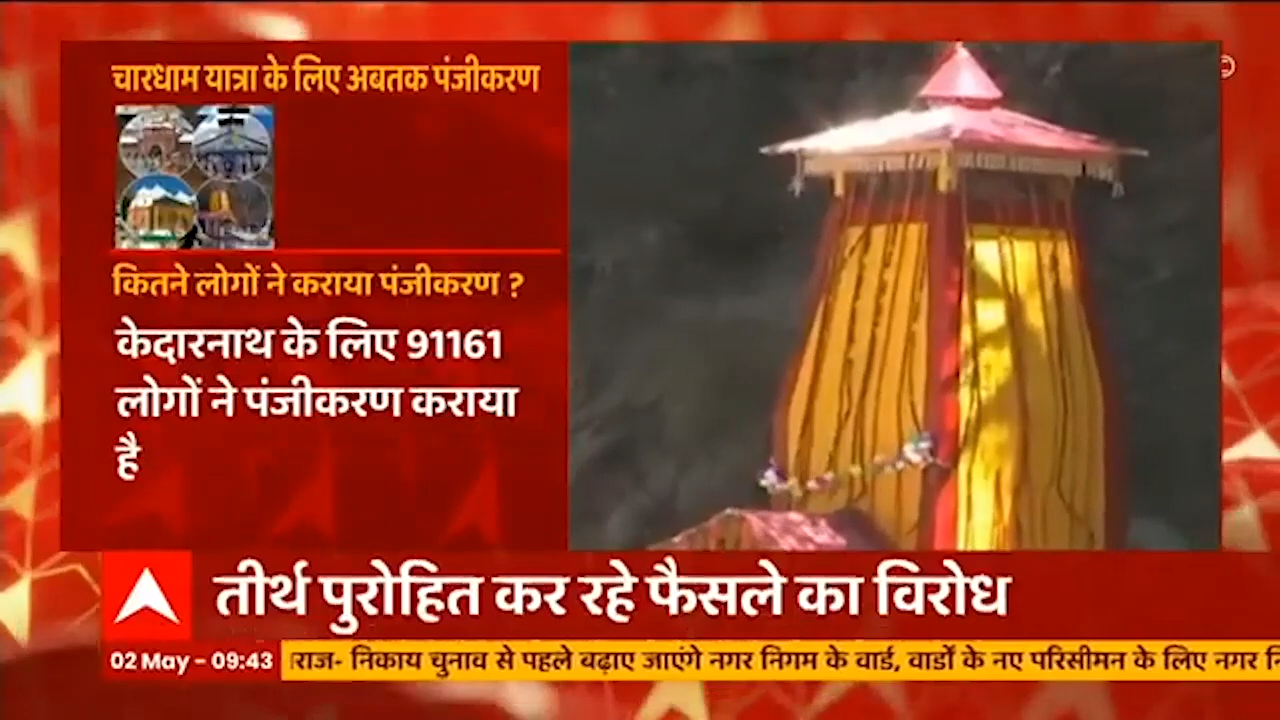 चारधाम यात्रा के लिए अबतक पंजीकरण
कितने लोगों ने कराया पंजीकरण ?
केदारनाथ के लिए 91161
लोगों ने पंजीकरण कराया
है
तीर्थ पुरोहित कर रहे फैसले का विरोध
02 May - 09:43
राज- निकाय चुनाव से पहले बढ़ाए जाएंगे नगर निगम के वार्ड, वार्डों के नए परिसीमन के लिए नगर